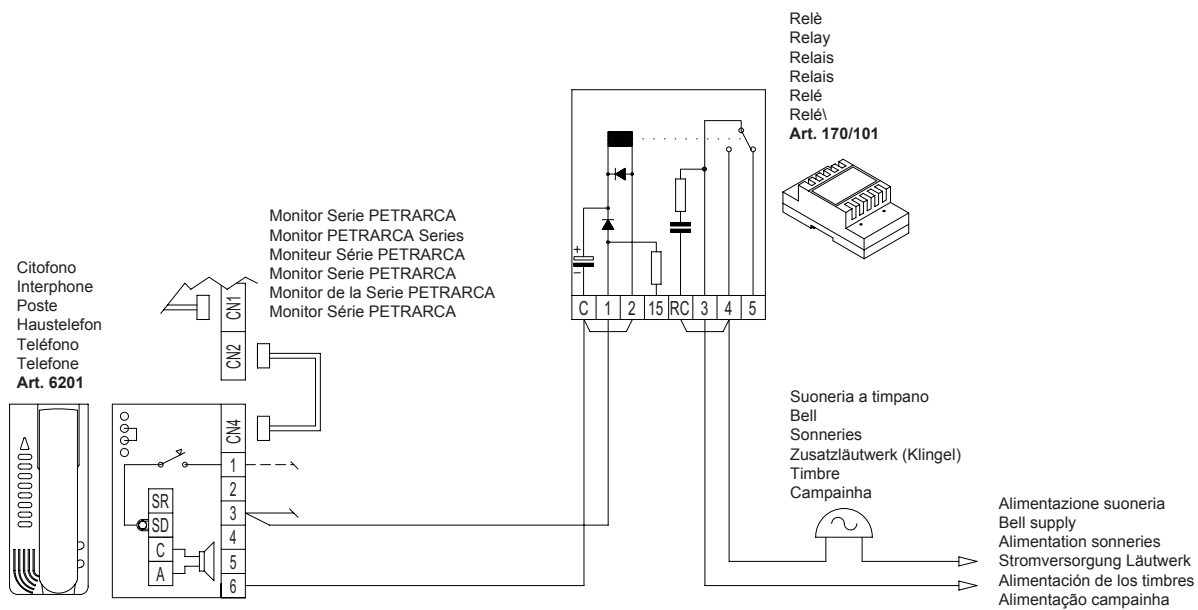 Relè
Relay
Relais
Relais
Relé
Relé\
Art. 170/101
C 1 2 15 RC 3 4 5
+
–
Monitor Serie PETRARCA
Monitor PETRARCA Series
Moniteur Série PETRARCA
Monitor Serie PETRARCA
Monitor de la Serie PETRARCA
Monitor Série PETRARCA
Citofono
Interphone
Poste
Haustelefon
Teléfono
Telefone
Art. 6201
CN1
CN2
CN4
1
2
3
4
5
6
SR
SD
C
A
Suoneria a timpano
Bell
Sonneries
Zusatzläutwerk (Klingel)
Timbre
Campainha
Alimentazione suoneria
Bell supply
Alimentation sonneries
Stromversorgung Läutwerk
Alimentación de los timbres
Alimentação campainha